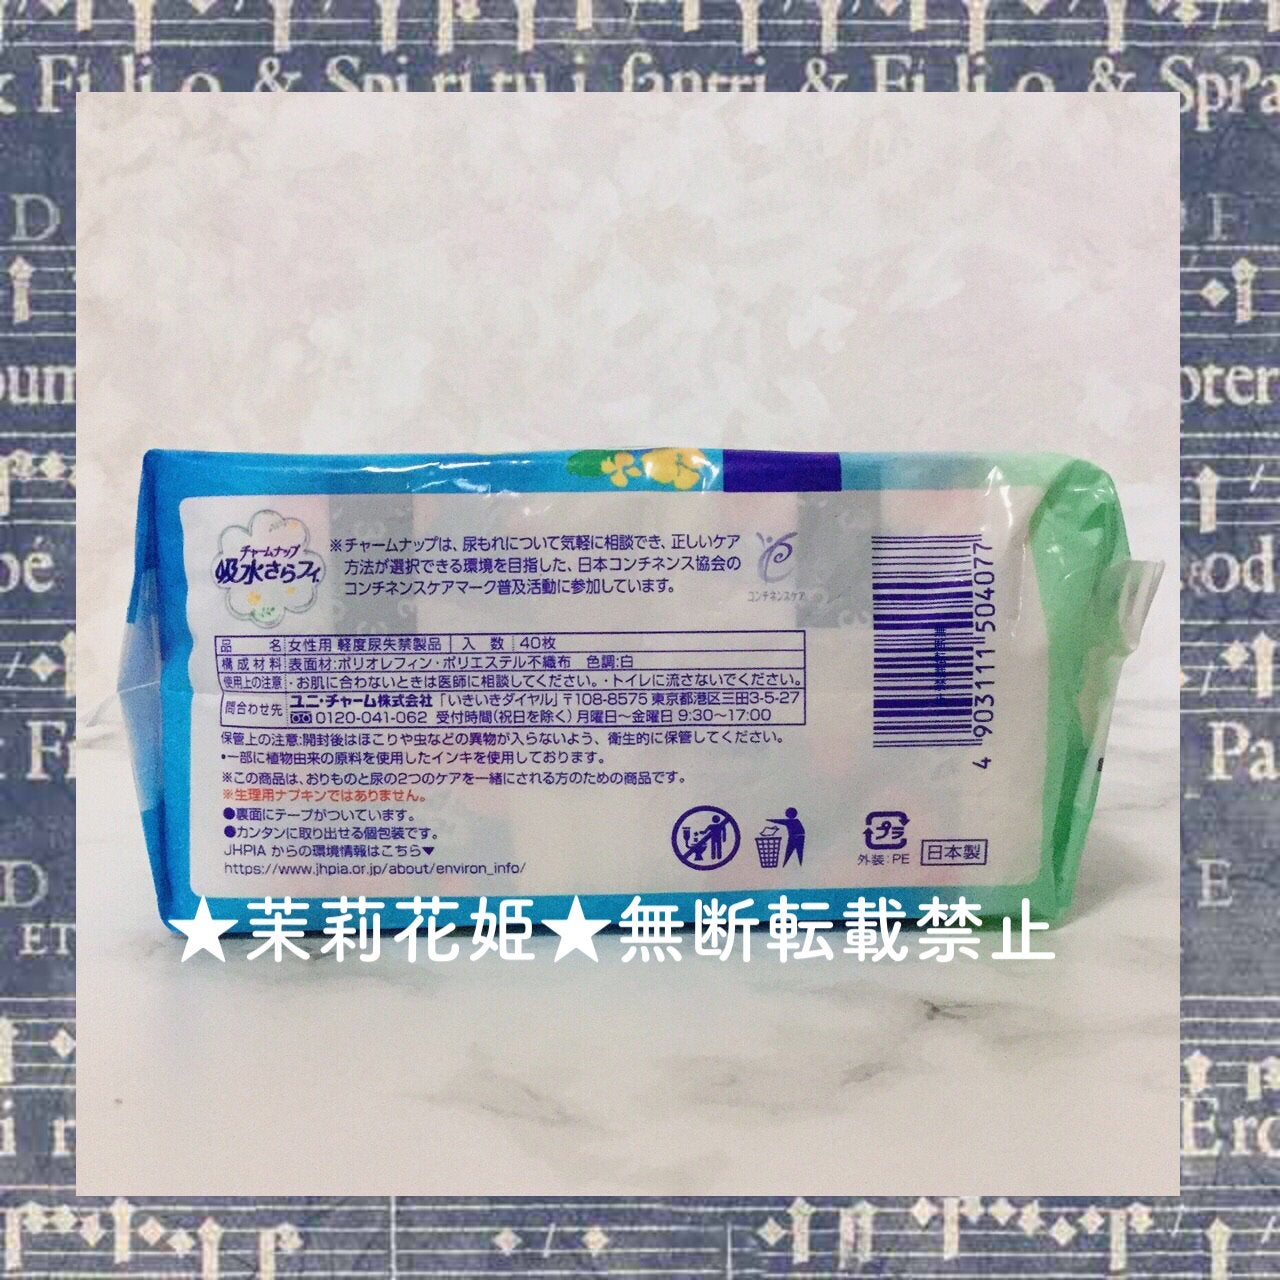 & Filio & Spiritui sancti & Filio & SpPa
D
E
oum
pter
bé
cod
& Fi
Pa
D
E
ET
i r
Erc
チャームナップ
吸水さらフィ
※チャームナップは、尿もれについて気軽に相談でき、正しいケア
方法が選択できる環境を目指した、日本コンチネンス協会の
コンチネンスケアマーク普及活動に参加しています。
コンチネンスケア
品名 女性用 軽度尿失禁製品 入数 40枚
構成材料 表面材:ポリオレフィン・ポリエステル不織布 色調:白
使用上の注意 ・お肌に合わないときは医師に相談してください。・トイレに流さないでください。
問合わせ先 ユニ・チャーム株式会社「いきいきダイヤル」〒108-8575 東京都港区三田3-5-27
0120-041-062 受付時間(祝日を除く)月曜日〜金曜日 9:30〜17:00
保管上の注意:開封後はほこりや虫などの異物が入らないよう、衛生的に保管してください。
・一部に植物由来の原料を使用したインキを使用しております。
※この商品は、おりものと尿の2つのケアを一緒にされる方のための商品です。
※生理用ナプキンではありません。
●裏面にテープがついています。
●カンタンに取り出せる個包装です。
JHPIA からの環境情報はこちら▼
https://www.jhpia.or.jp/about/environ_info/
4 903111 504077
無断転載禁止
プラ
外装:PE
日本製
★茉莉花姫★無断転載禁止